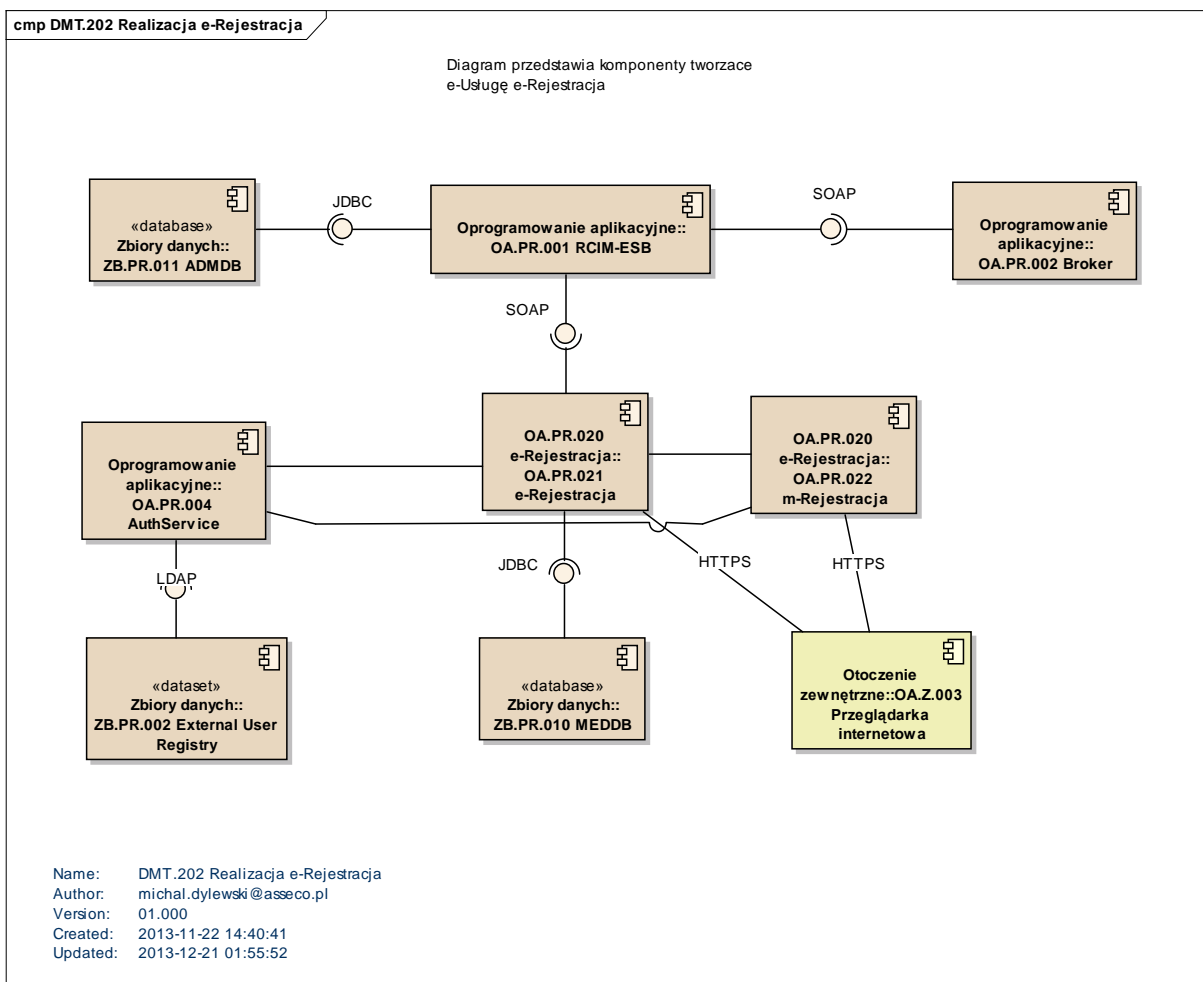 cmp DMT.202 Realizacja e-Rejestracja
Diagram przedstawia komponenty tworzace
e-Usługę e-Rejestracja
«database»
Zbiory danych::
ZB.PR.011 ADMDB
JDBC
Oprogramowanie aplikacyjne::
OA.PR.001 RCIM-ESB
SOAP
Oprogramowanie
aplikacyjne::
OA.PR.002 Broker
SOAP
Oprogramowanie
aplikacyjne::
OA.PR.004
AuthService
OA.PR.020
e-Rejestracja::
OA.PR.021
e-Rejestracja
OA.PR.020
e-Rejestracja::
OA.PR.022
m-Rejestracja
LDAP
JDBC
HTTPS
HTTPS
«dataset»
Zbiory danych::
ZB.PR.002 External User
Registry
«database»
Zbiory danych::
ZB.PR.010 MEDDB
Otoczenie
zewnętrzne::OA.Z.003
Przeglądarka
internetowa
Name: DMT.202 Realizacja e-Rejestracja
Author: michal.dylewski@asseco.pl
Version: 01.000
Created: 2013-11-22 14:40:41
Updated: 2013-12-21 01:55:52